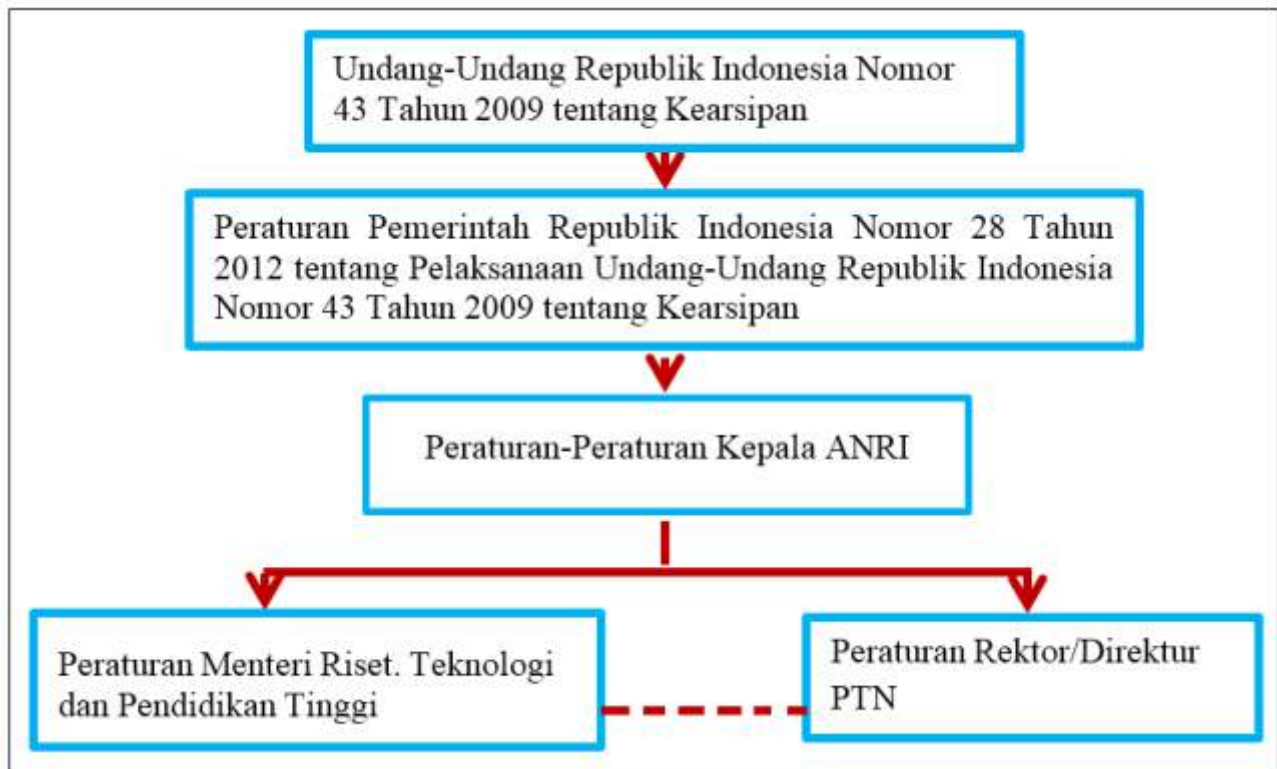 Undang-Undang Republik Indonesia Nomor
43 Tahun 2009 tentang Kearsipan
Peraturan Pemerintah Republik Indonesia Nomor 28 Tahun
2012 tentang Pelaksanaan Undang-Undang Republik Indonesia
Nomor 43 Tahun 2009 tentang Kearsipan
Peraturan-Peraturan Kepala ANRI
Peraturan Menteri Riset. Teknologi
dan Pendidikan Tinggi
Peraturan Rektor/Direktur
PTN